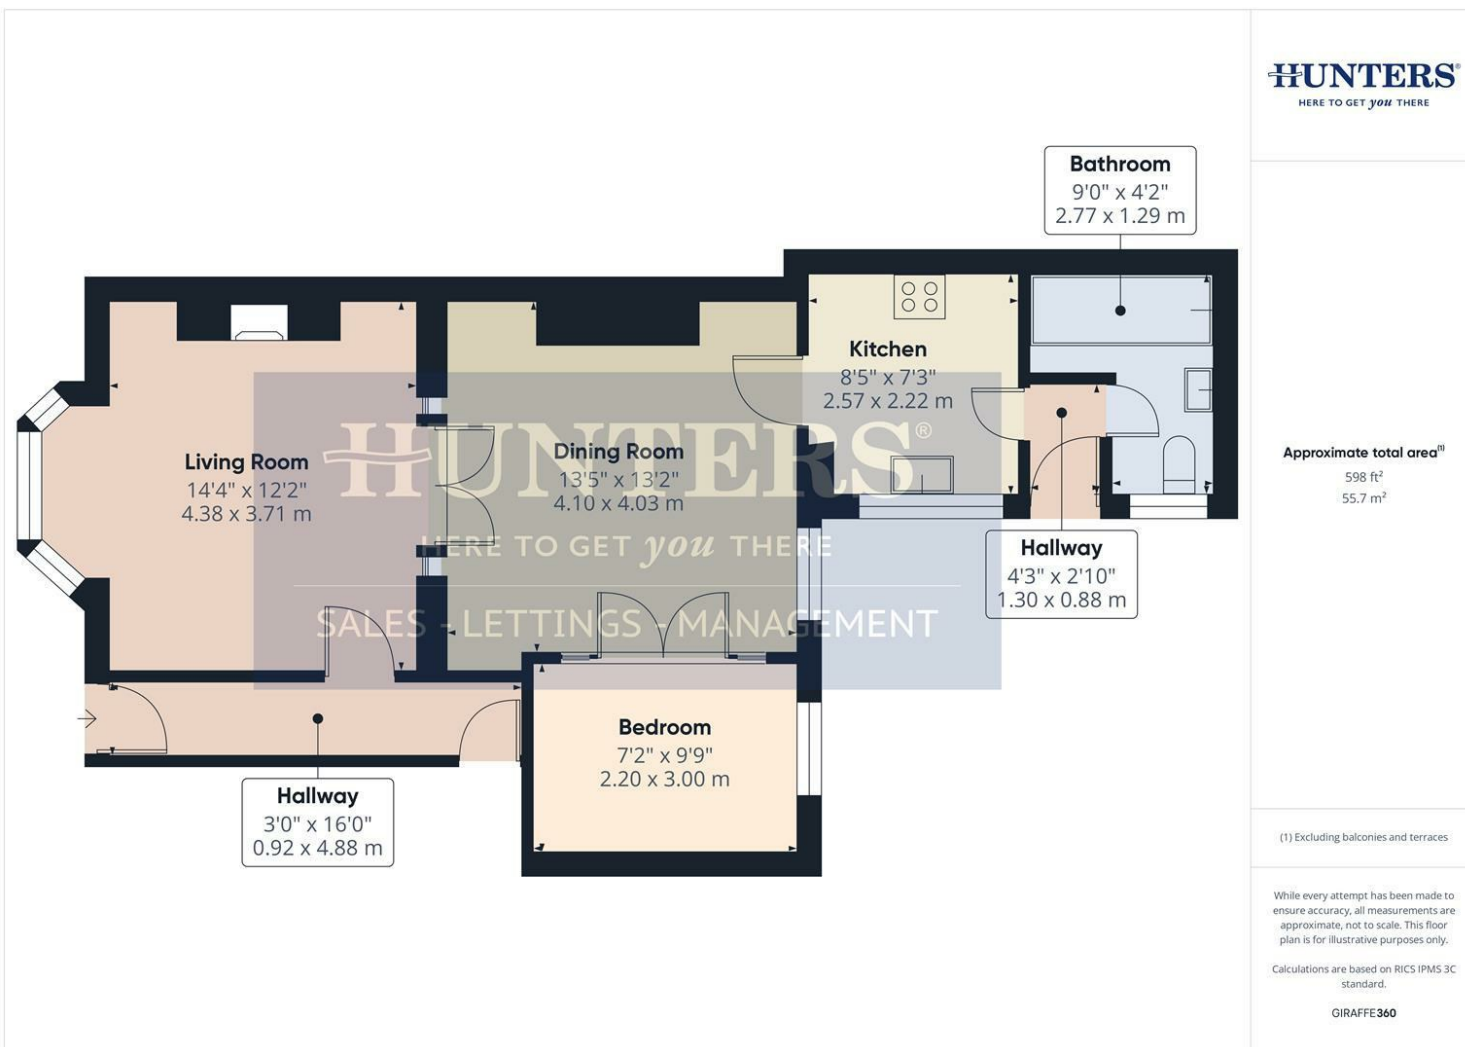 HUNTERS®
HERE TO GET you THERE
Bathroom
9'0" x 4'2"
2.77 x 1.29 m
Kitchen
8'5" x 7'3"
2.57 x 2.22 m
Living Room
14'4" x 12'2"
4.38 x 3.71 m
Dining Room
13'5" x 13'2"
4.10 x 4.03 m
HUNTERS®
HERE TO GET you THERE
SALES - LETTINGS - MANAGEMENT
Hallway
4'3" x 2'10"
1.30 x 0.88 m
Bedroom
7'2" x 9'9"
2.20 x 3.00 m
Hallway
3'0" x 16'0"
0.92 x 4.88 m
Approximate total area(1)
598 ft²
55.7 m²
(1) Excluding balconies and terraces
While every attempt has been made to
ensure accuracy, all measurements are
approximate, not to scale. This floor
plan is for illustrative purposes only.
Calculations are based on RICS IPMS 3C
standard.
GIRAFFE360